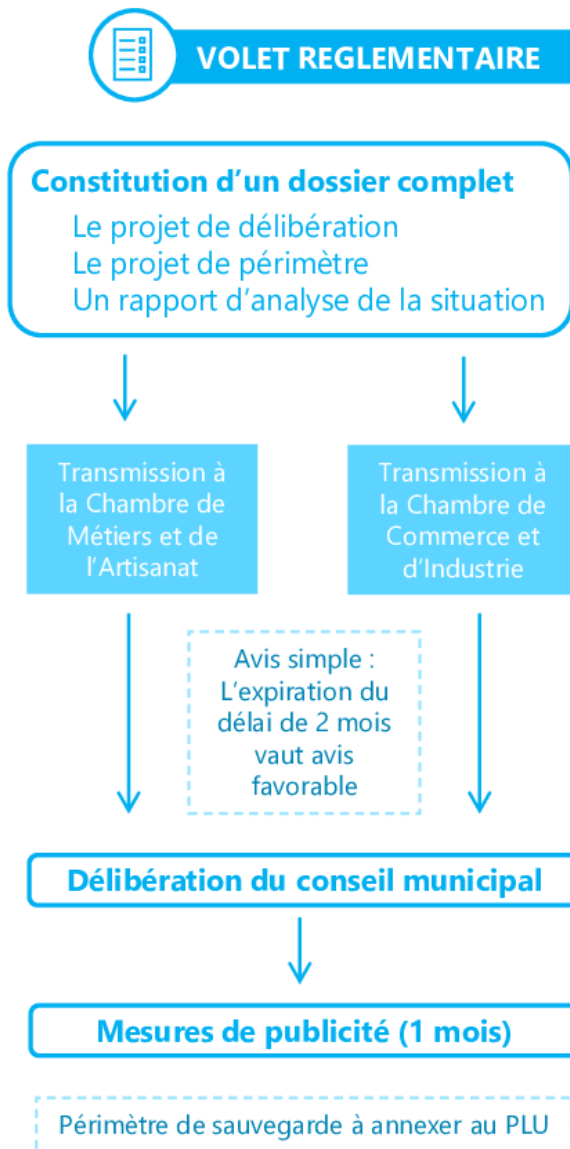 VOLET REGLEMENTAIRE
Constitution d'un dossier complet
Le projet de délibération
Le projet de périmètre
Un rapport d'analyse de la situation
Transmission à
la Chambre de
Métiers et de
l'Artisanat
Transmission à
la Chambre de
Commerce et
d'Industrie
Avis simple :
L'expiration du
délai de 2 mois
vaut avis
favorable
Délibération du conseil municipal
Mesures de publicité (1 mois)
Périmètre de sauvegarde à annexer au PLU